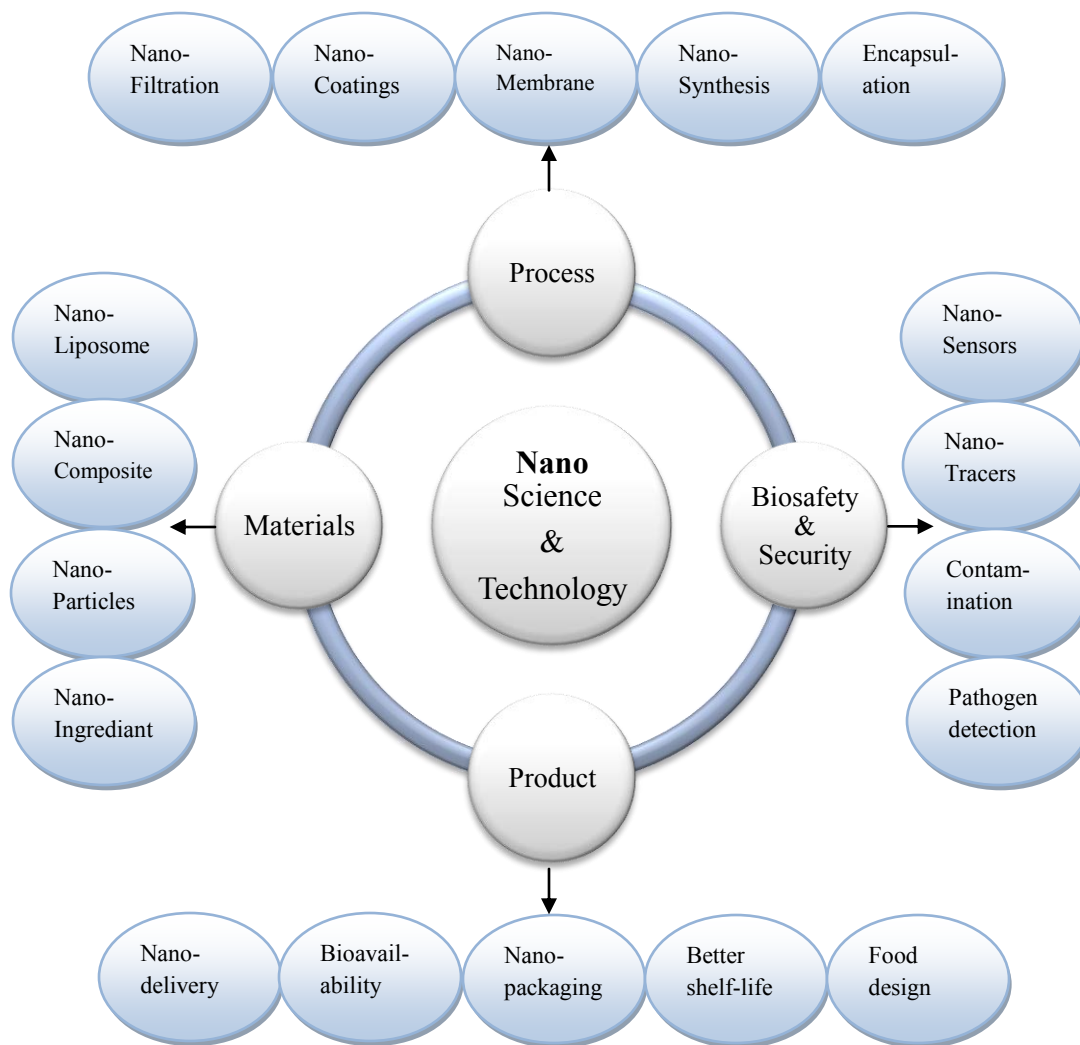 Nano-
Filtration
Nano-
Coatings
Nano-
Membrane
Nano-
Synthesis
Encapsul-
ation
Process
Nano-
Liposome
Nano-
Composite
Nano-
Particles
Nano-
Ingrediant
Materials
Nano
Science
&
Technology
Biosafety
&
Security
Nano-
Sensors
Nano-
Tracers
Contam-
ination
Pathogen
detection
Product
Nano-
delivery
Bioavail-
ability
Nano-
packaging
Better
shelf-life
Food
design